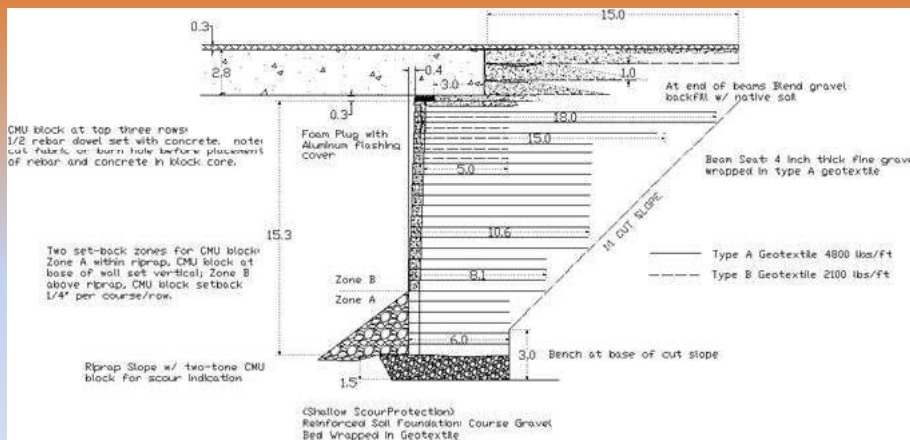 15.0
0.3
2.8
0.4
3.0
1.0
At end of beams Blend gravel
backfill w/ native soil
0.3
18.0
CMU block at top three rows:
1/2 rebar dowel set with concrete. note:
cut fabric or burn hole before placement
of rebar and concrete in block core.
Foam Plug with
Aluminum flashing
cover
15.0
Beam Seat: 4 inch thick fine grave
wrapped in type A geotextile
5.0
1:1 CUT SLOPE
15.3
10.6
Two set-back zones for CMU block:
Zone A within riprap, CMU block at
base of wall set vertical; Zone B
above riprap, CMU block setback
1/4" per course/row.
Type A Geotextile 4800 lbs/ft
Type B Geotextile 2100 lbs/ft
8.1
Zone B
Zone A
6.0
3.0
Bench at base of cut slope
Riprap Slope w/ two-tone CMU
block for scour indication
1.5
(Shallow ScourProtection)
Reinforced Soil Foundation: Course Gravel
Bed Wrapped in Geotextile